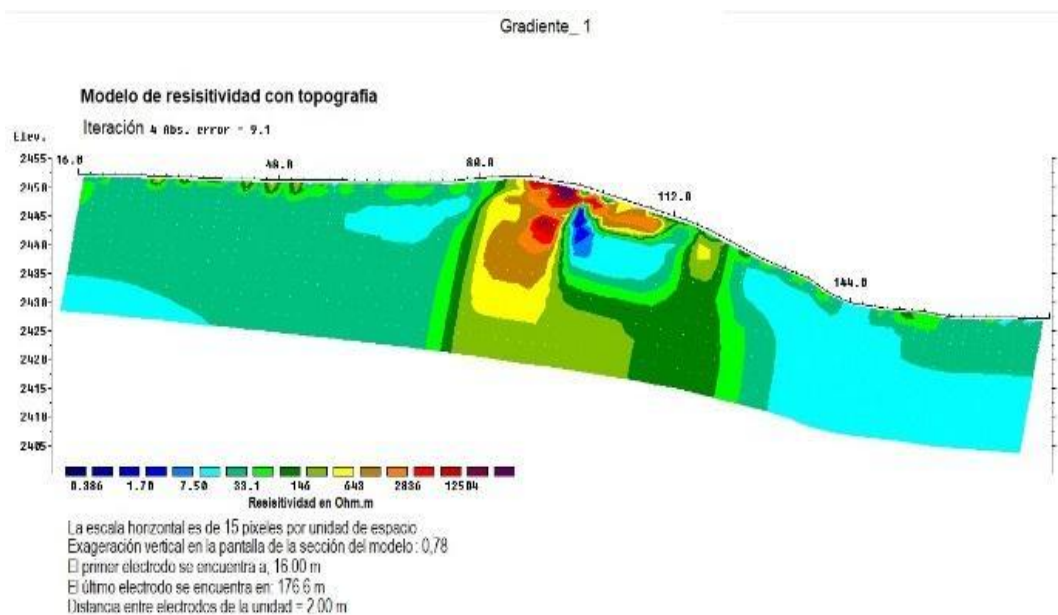 Gradiente_ 1
Modelo de resisitividad con topografia
Iteración 4 Abs. error = 9.1
Elev.
16.0
48.0
80.0
112.0
144.0
2455
2450
2445
2440
2435
2430
2425
2420
2415
2410
2405
0.386 1.70 7.50 33.1 146 643 2836 12504
Resisitividad en Ohm.m
La escala horizontal es de 15 pixeles por unidad de espacio
Exageración vertical en la pantalla de la sección del modelo: 0,78
El primer electrodo se encuentra a, 16.00 m
El último electrodo se encuentra en: 176.6 m
Distancia entre electrodos de la unidad = 2.00 m